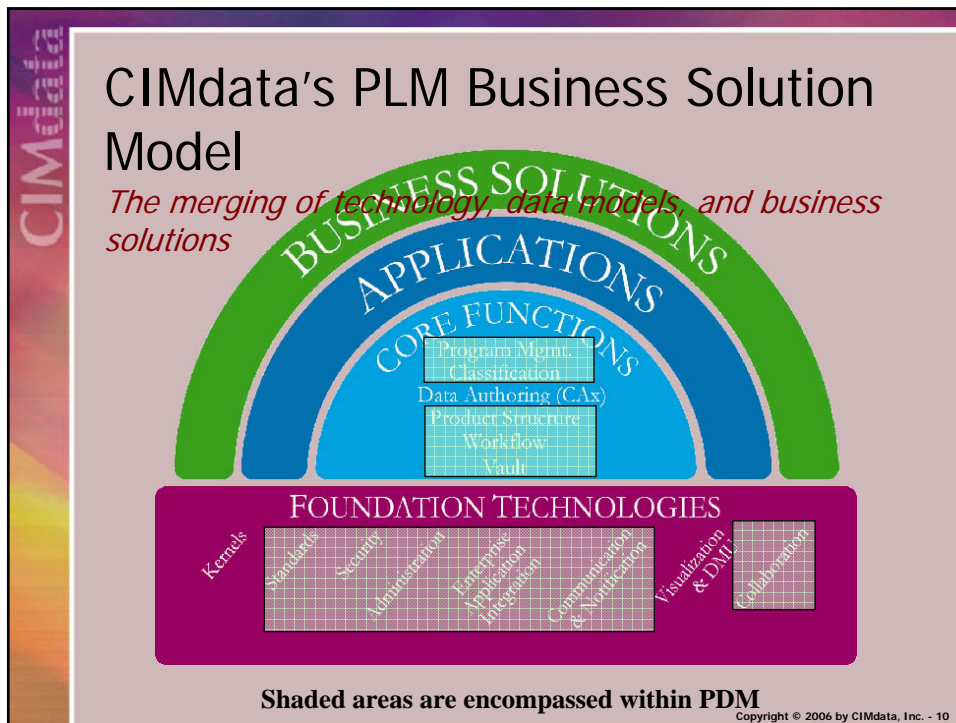 CIMdata
CIMdata's PLM Business Solution
Model
The merging of technology, data models, and business
solutions
BUSINESS SOLUTIONS
APPLICATIONS
CORE FUNCTIONS
Program Mgmt.
Classification
Data Authoring (CAx)
Product Structure
Workflow
Vault
FOUNDATION TECHNOLOGIES
Kernels
Standards
Security
Administration
Enterprise
Application
Integration
Communication
& Notification
Visualization
& DMU
Collaboration
Shaded areas are encompassed within PDM
Copyright © 2006 by CIMdata, Inc. - 10